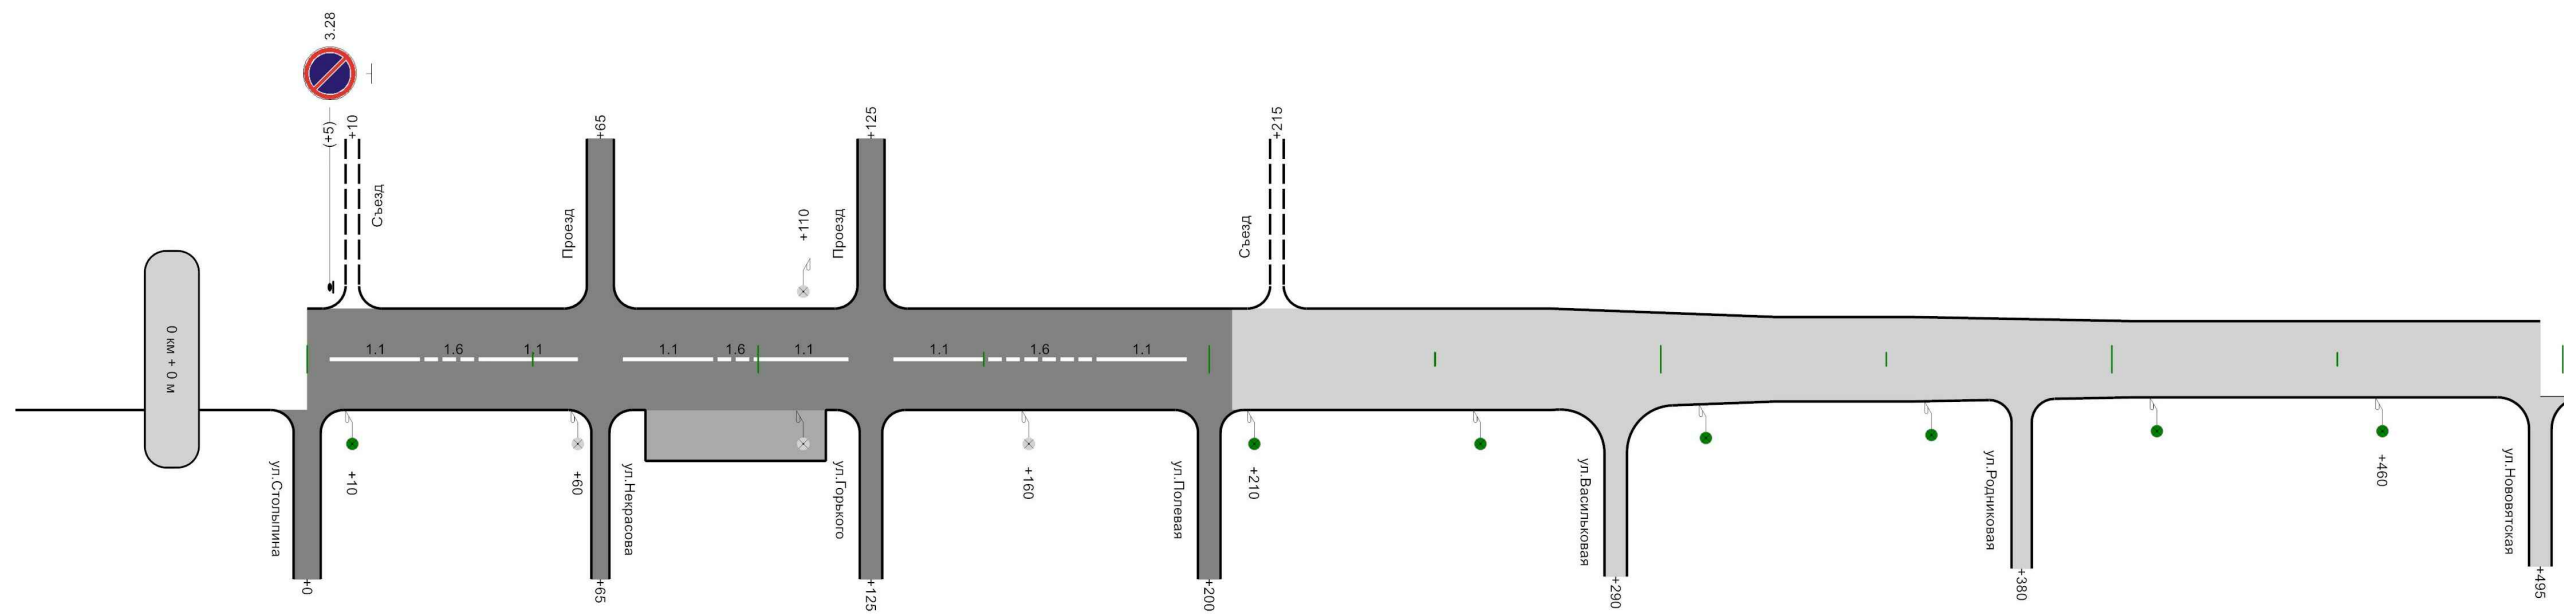 3.28
(+5)
+10
Съезд
+65
Проезд
+110
+125
Проезд
+215
Съезд
0 км + 0 м
1.1
1.6
1.1
1.1
1.6
1.1
1.1
1.6
1.1
ул.Столыпина
+0
+10
+60
ул.Некрасова
+65
ул.Горького
+125
+160
ул.Полевая
+200
+210
ул.Васильковая
+290
ул.Родниковая
+380
+460
ул.Нововятская
+495